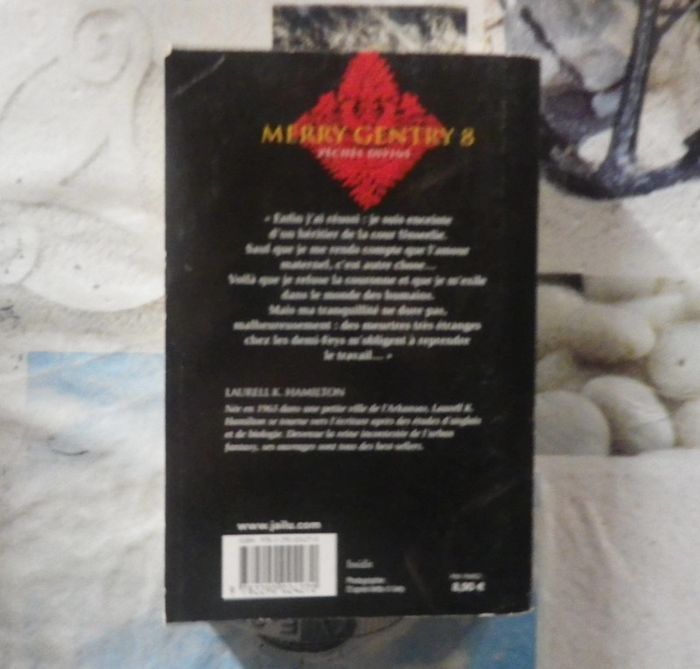 MERRY GENTRY 8
PÉCHÉS DIVINS
« Enfin j'ai réussi : je suis enceinte
d'un héritier de la cour Unseelie.
Sauf que je me rends compte que l'amour
maternel, c'est autre chose...
Voilà que je refuse la couronne et que je m'exile
dans le monde des humains.
Mais ma tranquillité ne dure pas,
malheureusement : des meurtres très étranges
chez les demi-Feys m'obligent à reprendre
le travail... »
LAURELL K. HAMILTON
Née en 1963 dans une petite ville de l'Arkansas, Laurell K.
Hamilton se tourne vers l'écriture après des études d'anglais
et de biologie. Devenue la reine incontestée de l'urban
fantasy, ses ouvrages sont tous des best-sellers.
www.jailu.com
ISBN
Inédit
Photographie :
8,90 €